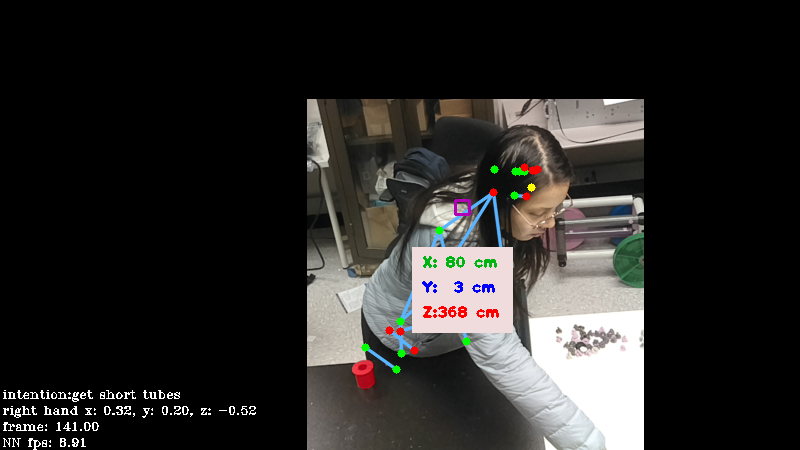 X: 80 cm
Y: 3 cm
Z:368 cm
intention:get short tubes
right hand x: 0.32, y: 0.20, z: -0.52
frame: 141.00
NN fps: 8.91